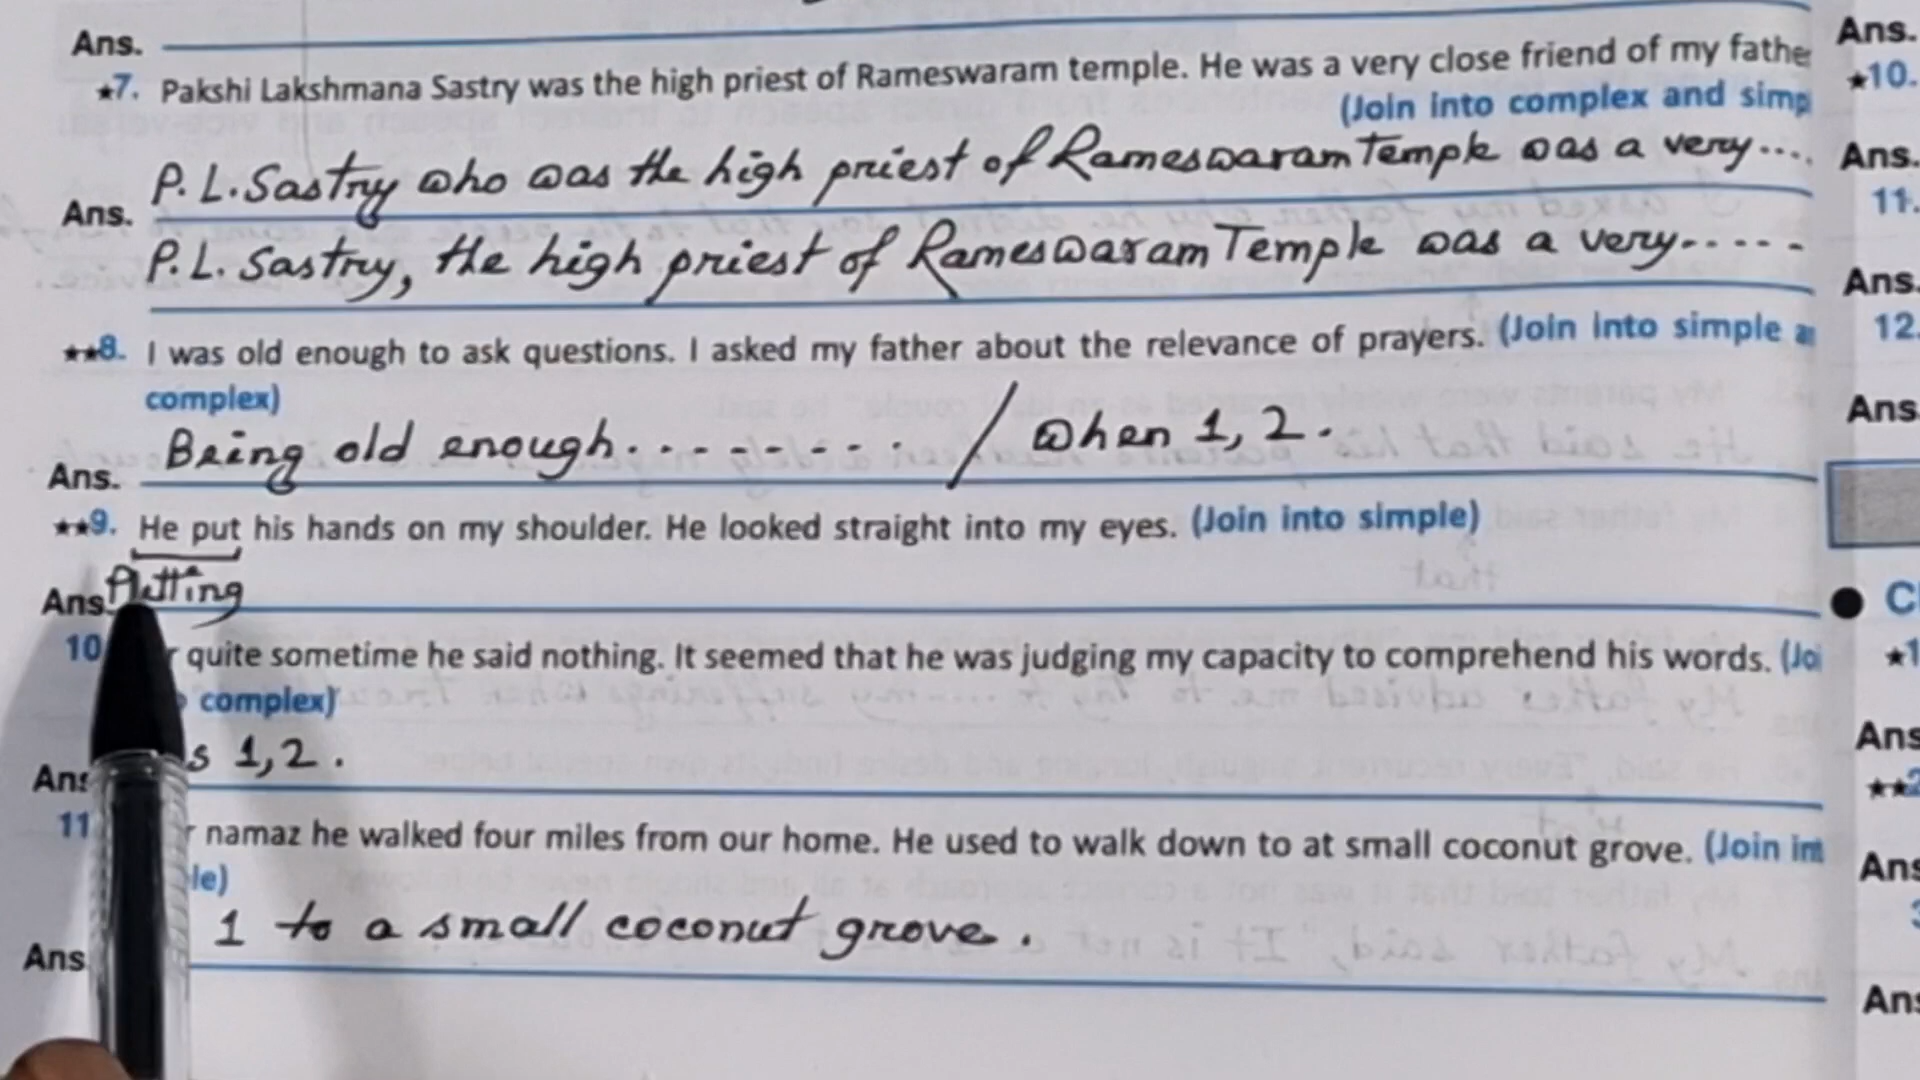 Ans.
★7. Pakshi Lakshmana Sastry was the high priest of Rameswaram temple. He was a very close friend of my fathe
(Join into complex and simp
P. L. Sastry who was the high priest of Rameswaram Temple was a very....
Ans.
P. L. Sastry, the high priest of Rameswaram Temple was a very-----
★★8. I was old enough to ask questions. I asked my father about the relevance of prayers. (Join into simple a
complex)
Being old enough......... / When 1, 2.
Ans.
★★9. He put his hands on my shoulder. He looked straight into my eyes. (Join into simple)
Putting
Ans.
10 r quite sometime he said nothing. It seemed that he was judging my capacity to comprehend his words. (Joi
complex)
s 1, 2.
Ans
11 r namaz he walked four miles from our home. He used to walk down to at small coconut grove. (Join int
le)
1 to a small coconut grove.
Ans
Ans.
★10.
Ans.
11.
Ans.
12.
Ans
● Cl
★1
Ans
★★2
Ans
3
Ans